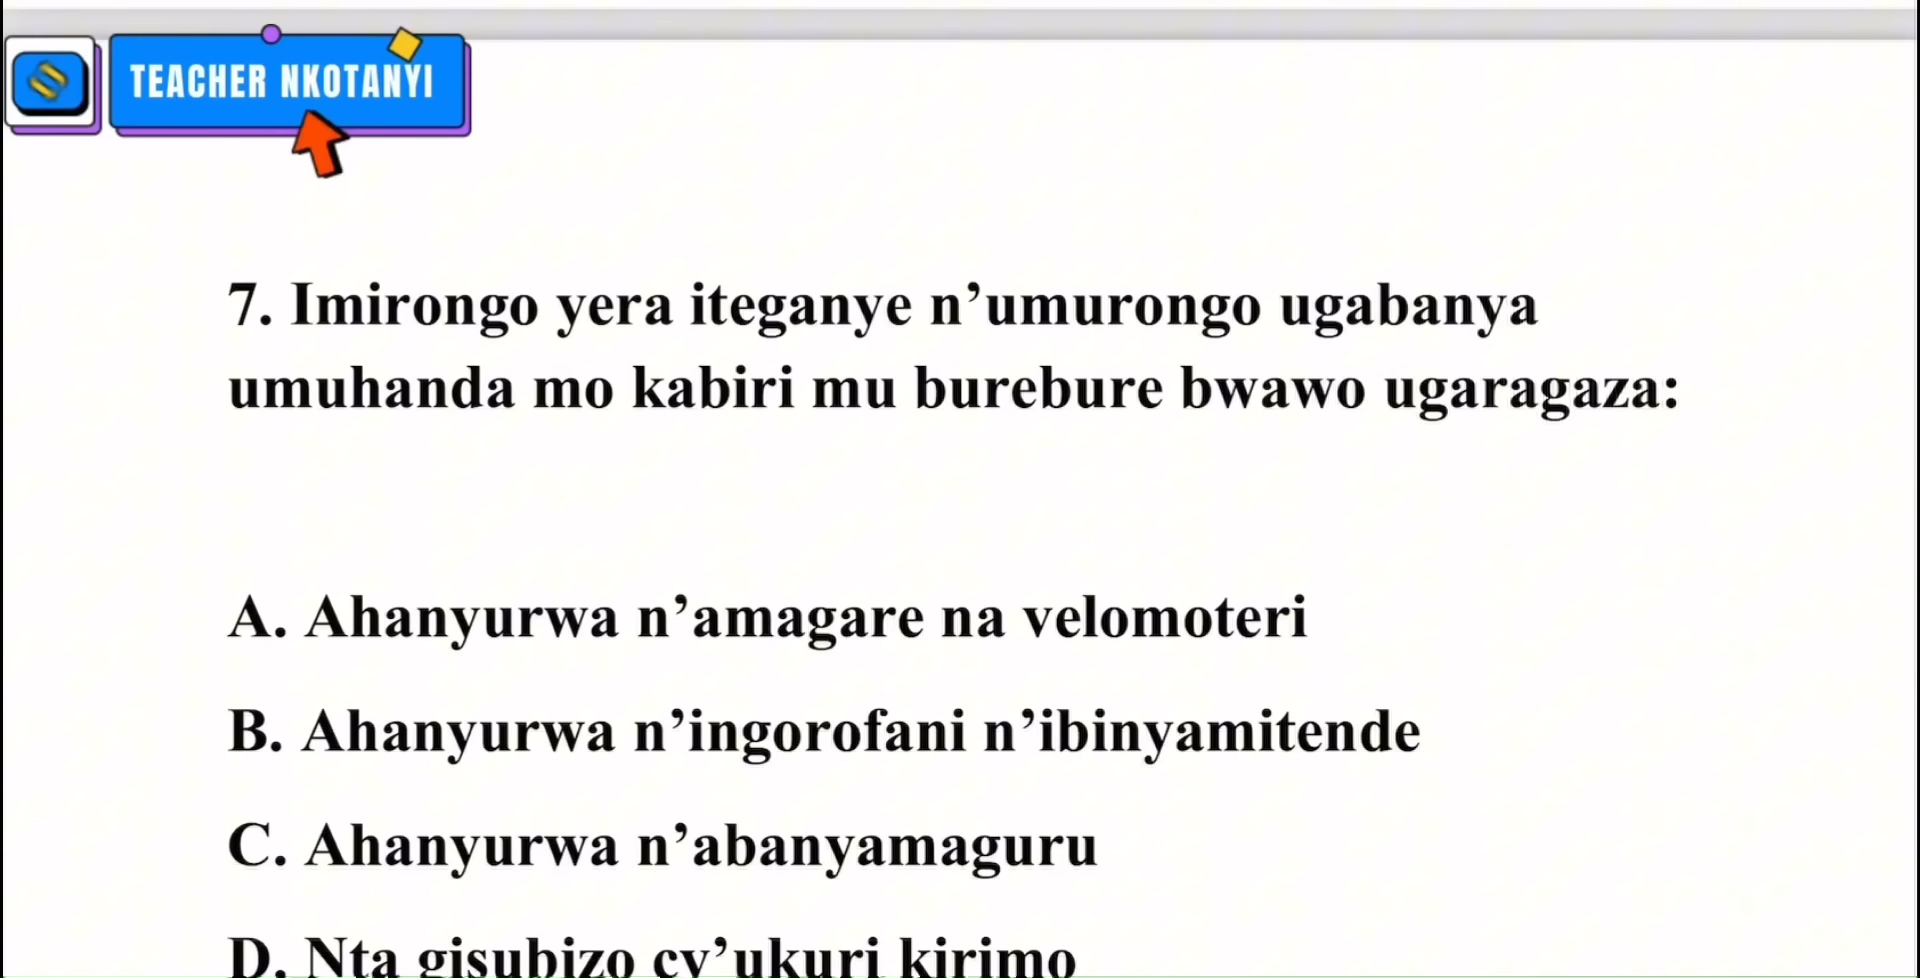 TEACHER NKOTANYI
7. Imirongo yera iteganye n’umurongo ugabanya
umuhanda mo kabiri mu burebure bwawo ugaragaza:
A. Ahanyurwa n’amagare na velomoteri
B. Ahanyurwa n’ingorofani n’ibinyamitende
C. Ahanyurwa n’abanyamaguru
D. Nta gisubizo cy’ukuri kirimo